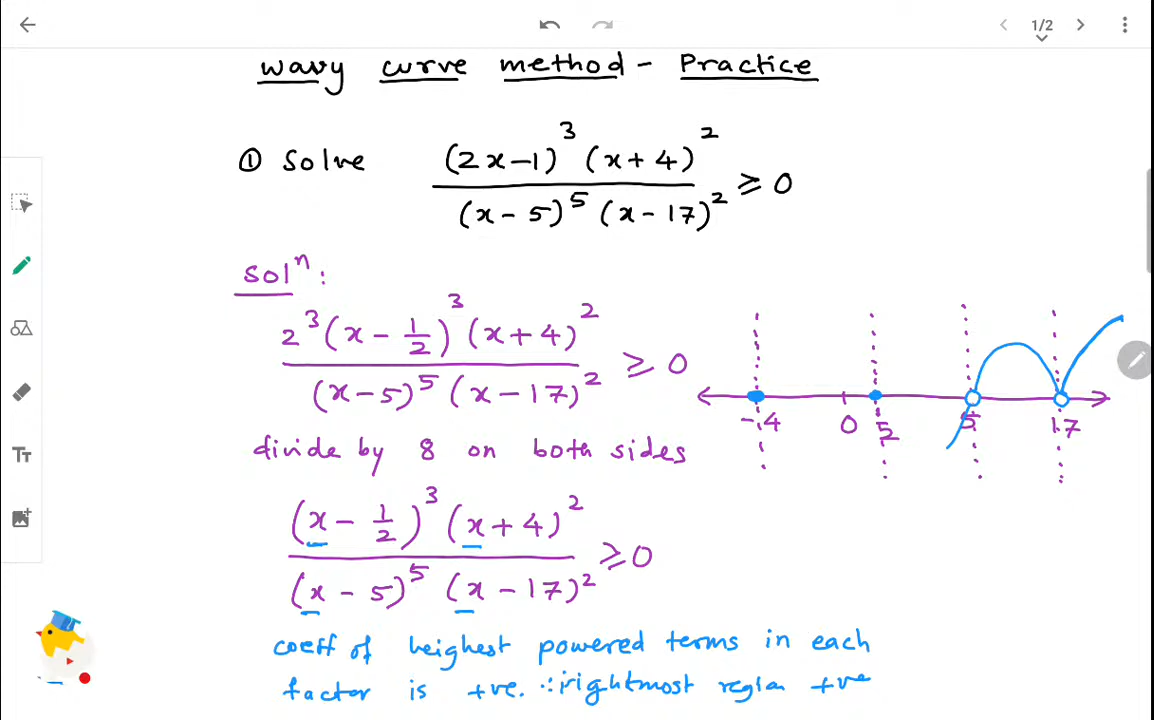 1/2
wavy curve method - Practice
① Solve (2x-1)³ (x+4)² / (x-5)⁵ (x-17)² ⩾ 0
Solⁿ:
2³(x - 1/2)³ (x+4)² / (x-5)⁵ (x-17)² ⩾ 0
-4 0 5 17
divide by 8 on both sides
(x - 1/2)³ (x+4)² / (x-5)⁵ (x-17)² ⩾ 0
coeff of heighest powered terms in each
factor is +ve. ∴ rightmost region +ve
Tт